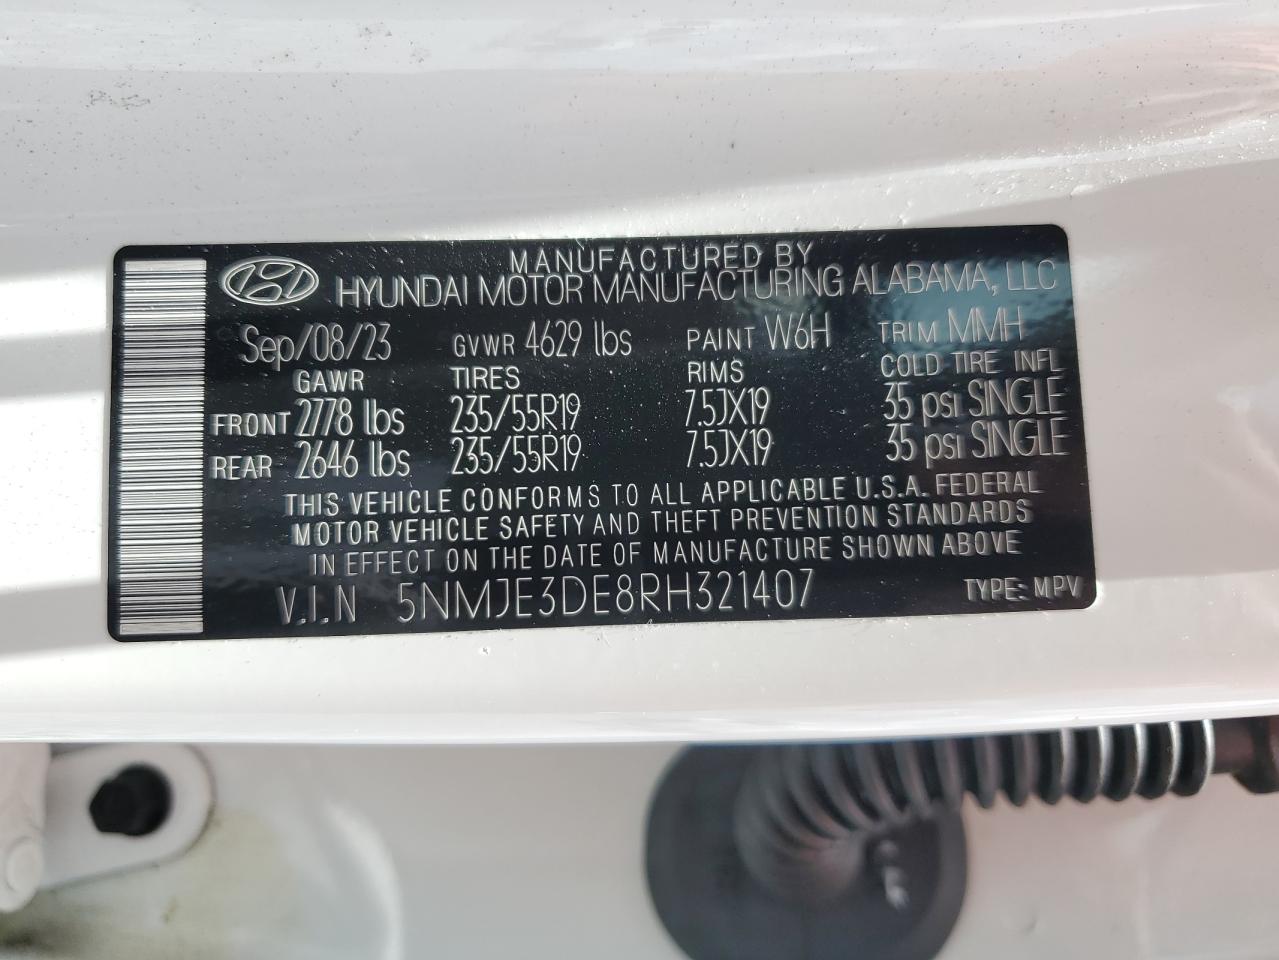 MANUFACTURED BY
HYUNDAI MOTOR MANUFACTURING ALABAMA, LLC
Sep/08/23 GVWR 4629 lbs PAINT W6H TRIM MMH
GAWR TIRES RIMS COLD TIRE INFL
FRONT 2778 lbs 235/55R19 7.5JX19 35 psi SINGLE
REAR 2646 lbs 235/55R19 7.5JX19 35 psi SINGLE
THIS VEHICLE CONFORMS TO ALL APPLICABLE U.S.A. FEDERAL
MOTOR VEHICLE SAFETY AND THEFT PREVENTION STANDARDS
IN EFFECT ON THE DATE OF MANUFACTURE SHOWN ABOVE
V.I.N 5NMJE3DE8RH321407 TYPE: MPV